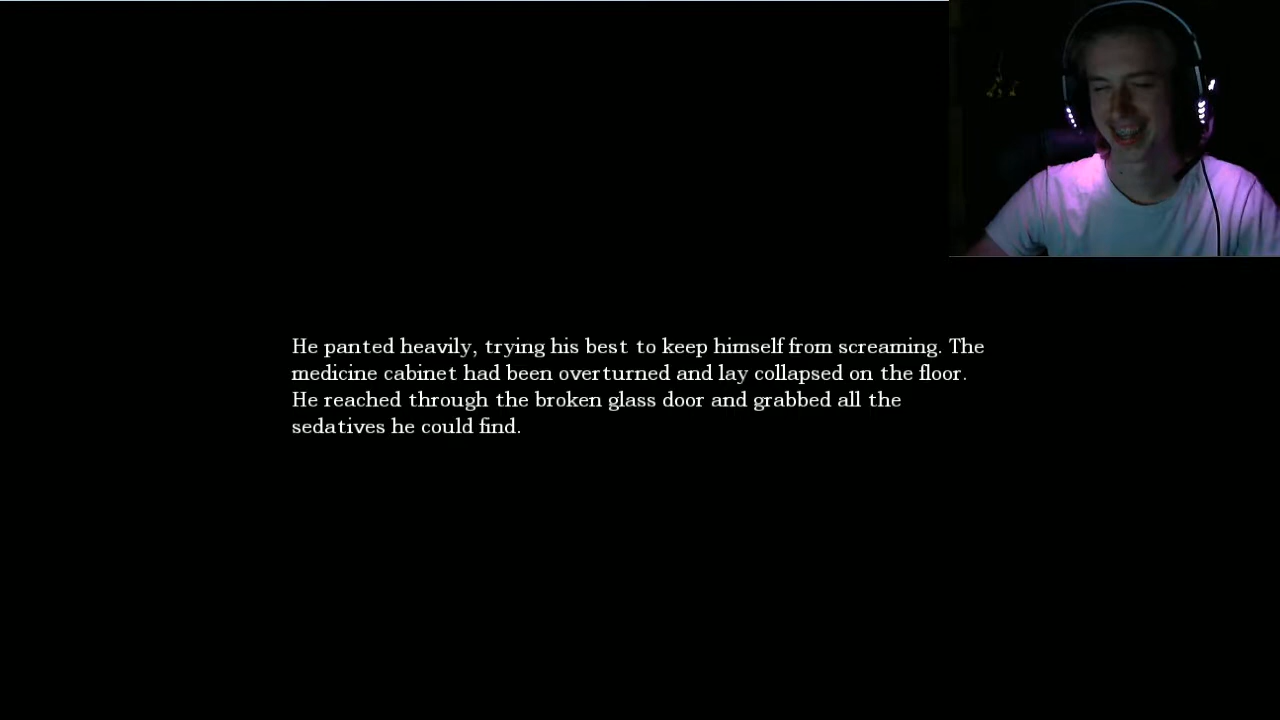 He panted heavily, trying his best to keep himself from screaming. The
medicine cabinet had been overturned and lay collapsed on the floor.
He reached through the broken glass door and grabbed all the
sedatives he could find.